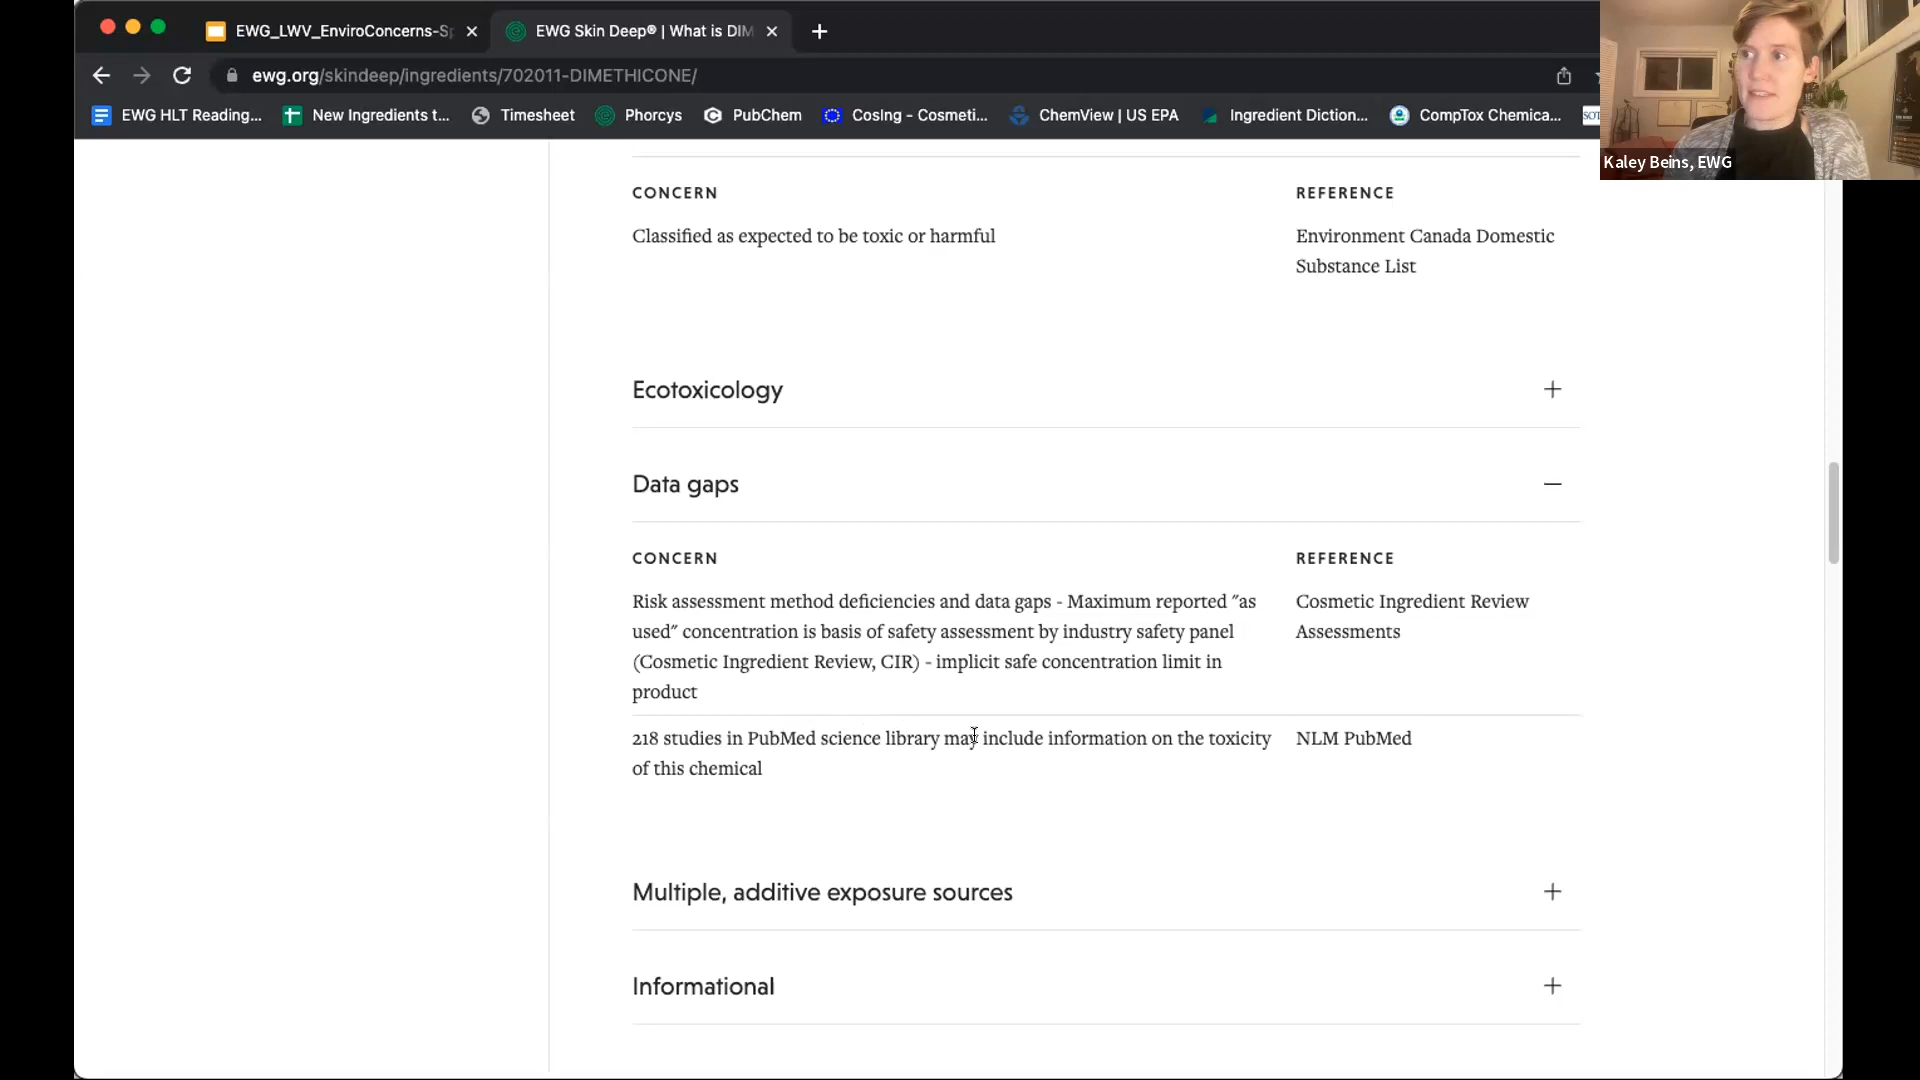 EWG_LWV_EnviroConcerns-Sp
EWG Skin Deep® | What is DIM
ewg.org/skindeep/ingredients/702011-DIMETHICONE/
EWG HLT Reading...
New Ingredients t...
Timesheet
Phorcys
PubChem
CosIng - Cosmeti...
ChemView | US EPA
Ingredient Diction...
CompTox Chemica...
SOT
Kaley Beins, EWG
CONCERN
REFERENCE
Classified as expected to be toxic or harmful
Environment Canada Domestic
Substance List
Ecotoxicology
Data gaps
CONCERN
REFERENCE
Risk assessment method deficiencies and data gaps - Maximum reported "as
used" concentration is basis of safety assessment by industry safety panel
(Cosmetic Ingredient Review, CIR) - implicit safe concentration limit in
product
Cosmetic Ingredient Review
Assessments
218 studies in PubMed science library may include information on the toxicity
of this chemical
NLM PubMed
Multiple, additive exposure sources
Informational